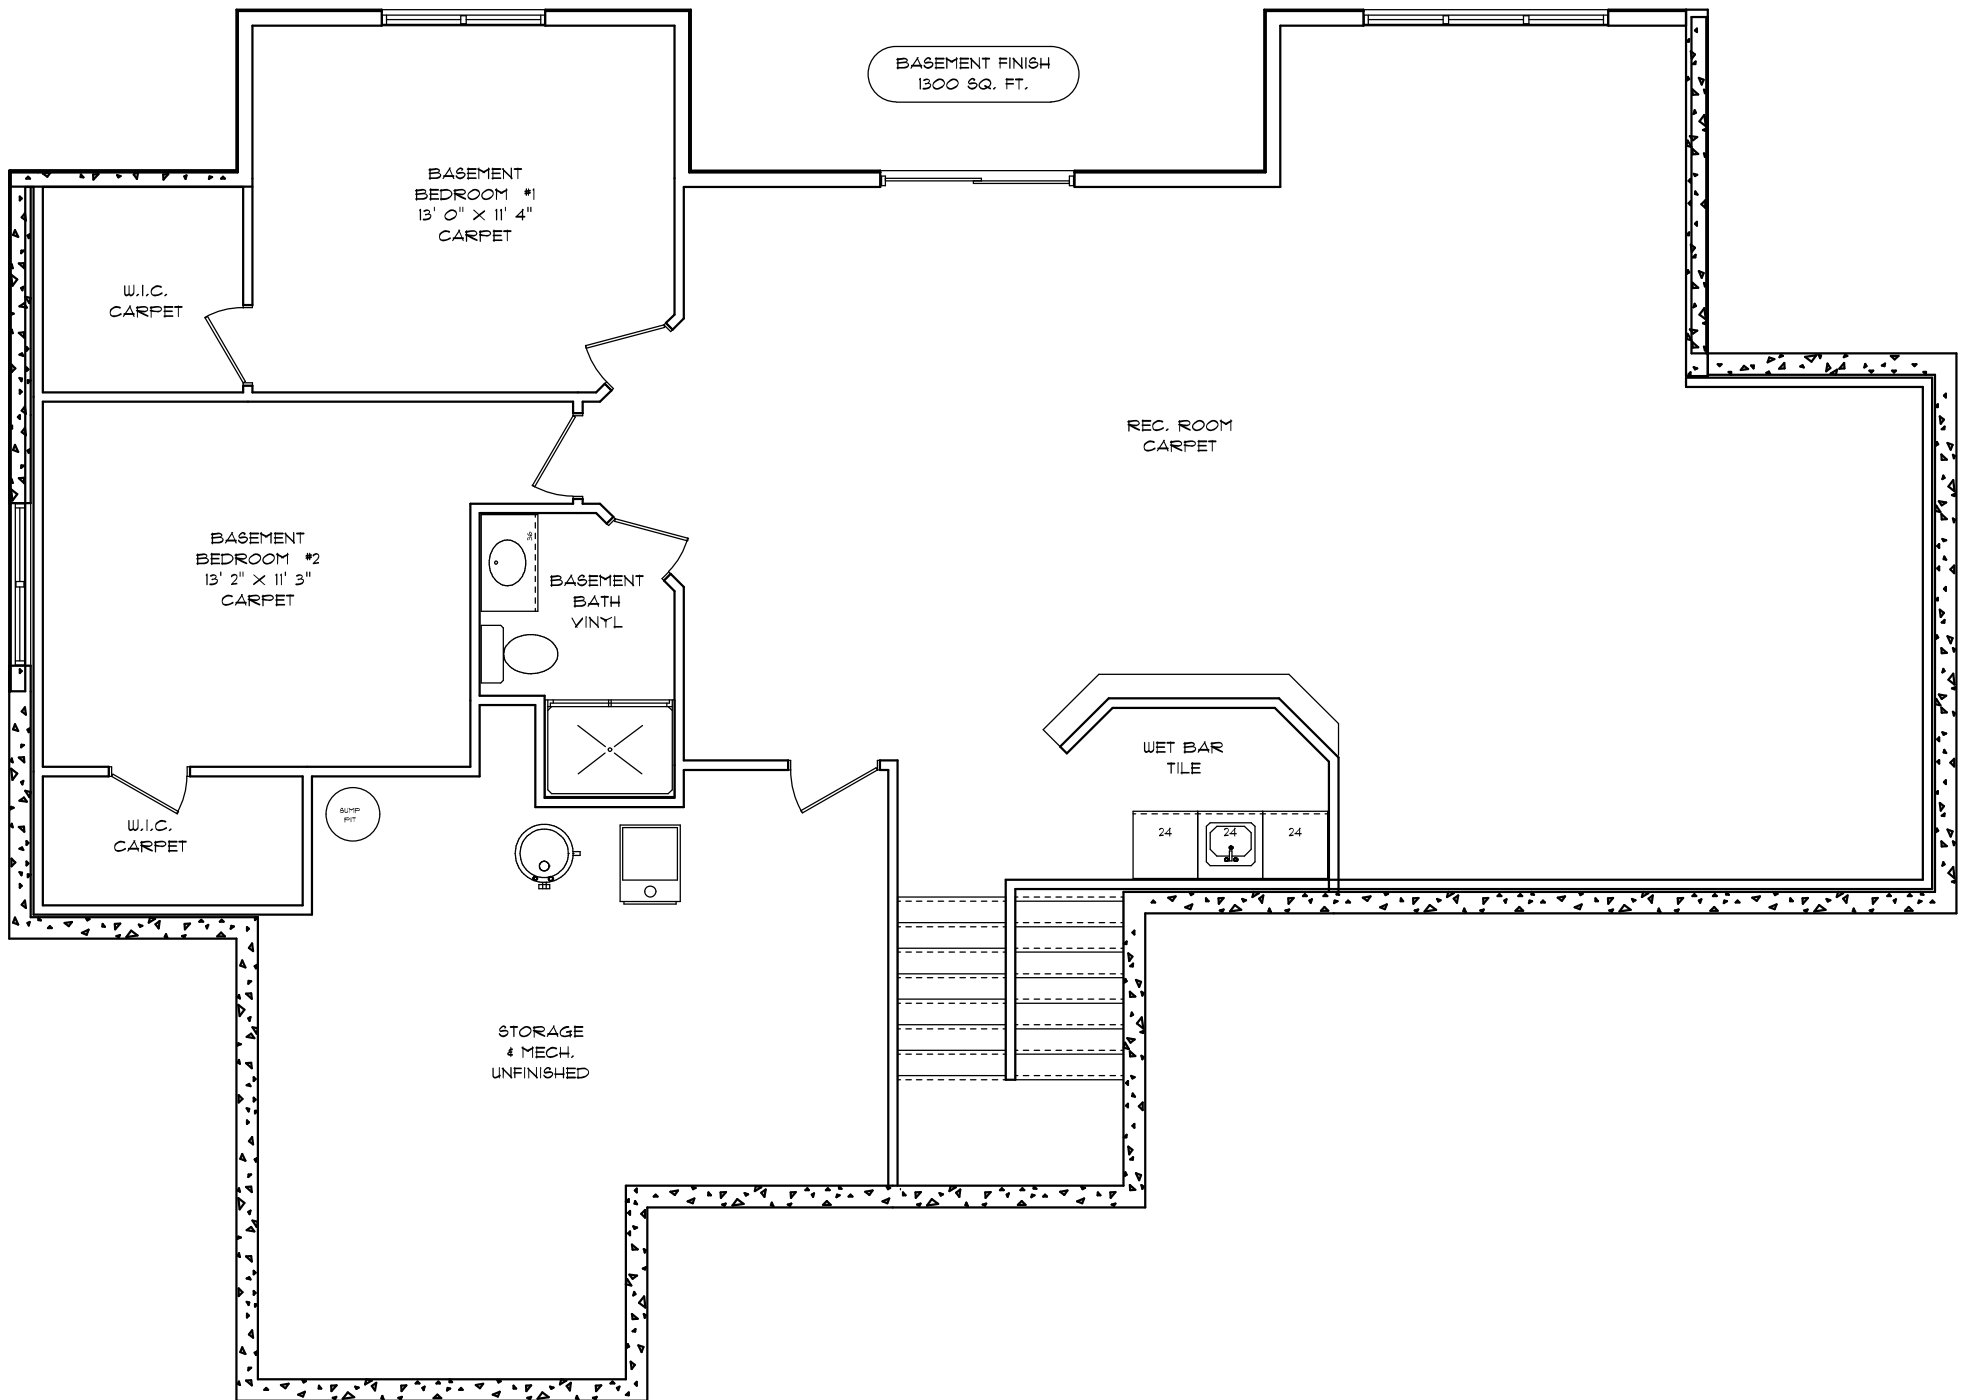 BASEMENT FINISH
1300 SQ. FT.
BASEMENT
BEDROOM #1
13' 0" X 11' 4"
CARPET
W.I.C.
CARPET
REC. ROOM
CARPET
BASEMENT
BEDROOM #2
13' 2" X 11' 3"
CARPET
36
BASEMENT
BATH
VINYL
WET BAR
TILE
24
24
24
SUMP
PIT
W.I.C.
CARPET
STORAGE
& MECH.
UNFINISHED